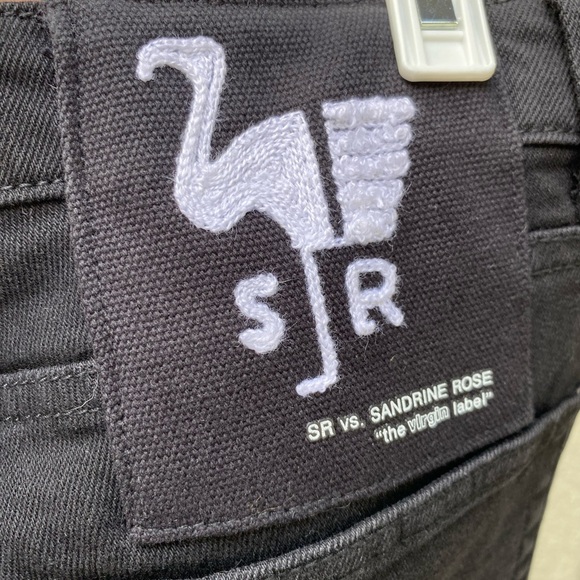 S R
SR vs. SANDRINE ROSE
"the virgin label"